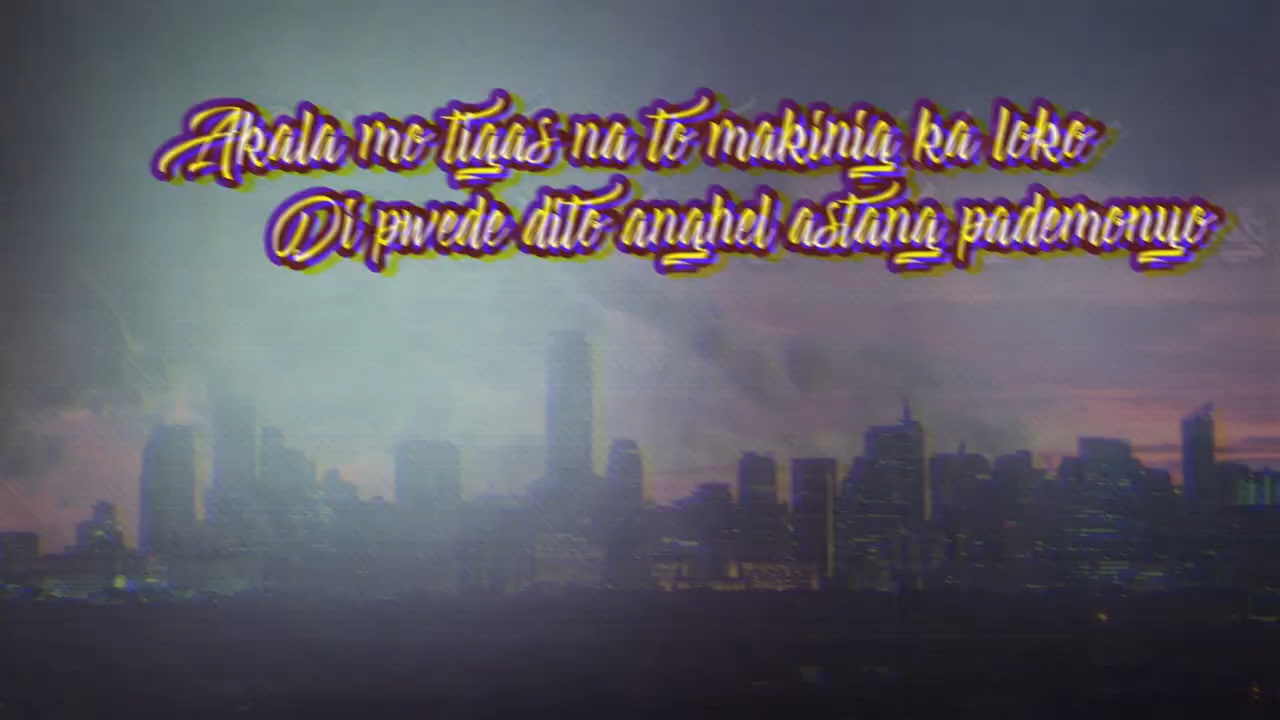 Akala mo tigas na to makinig ka loko
Di pwede dito anghel astang pademonyo